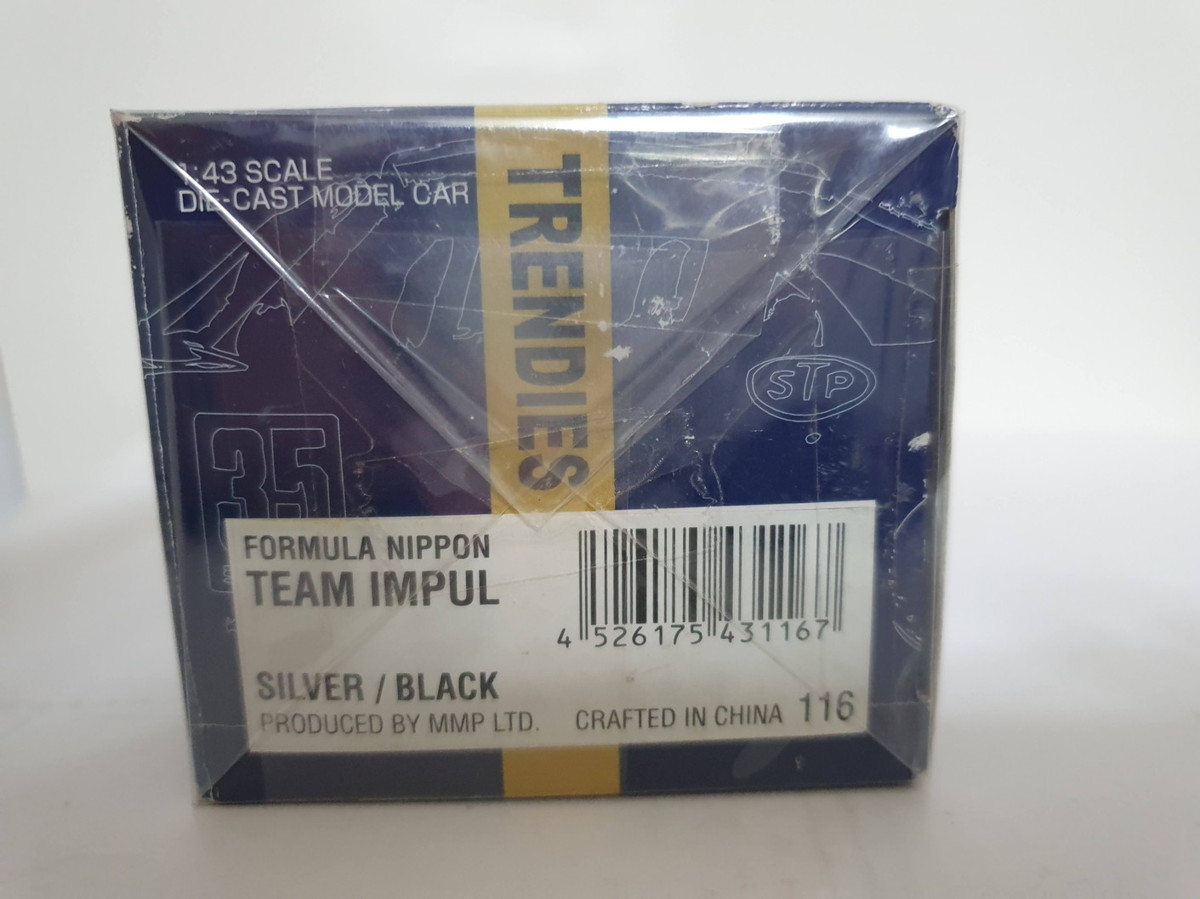 1:43 SCALE
DIE-CAST MODEL CAR
TRENDIES
STP
35
FORMULA NIPPON
TEAM IMPUL
4 526175 431167
SILVER / BLACK
PRODUCED BY MMP LTD. CRAFTED IN CHINA 116